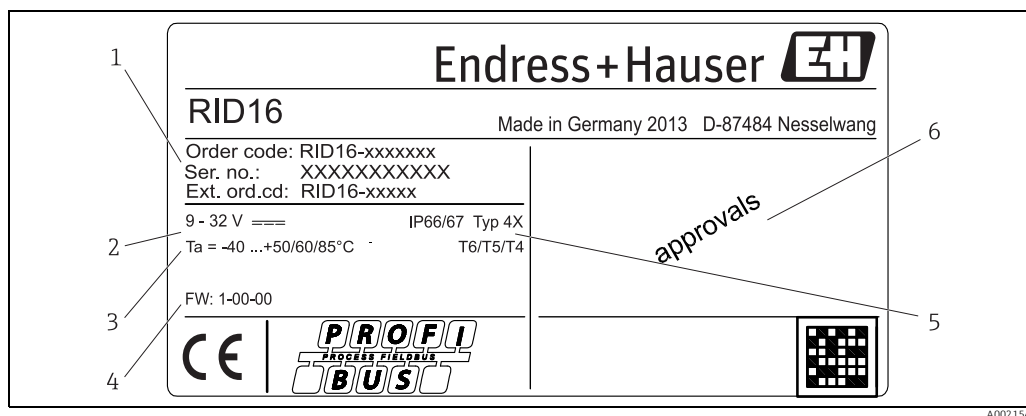 Endress+Hauser EH
RID16
Made in Germany 2013 D-87484 Nesselwang
Order code: RID16-xxxxxxx
Ser. no.: XXXXXXXXXXX
Ext. ord.cd: RID16-xxxxx
9 - 32 V IP66/67 Typ 4X
Ta = -40 ...+50/60/85°C T6/T5/T4
FW: 1-00-00
approvals
CE
PROFI
PROCESS FIELDBUS
BUS
1
2
3
4
5
6